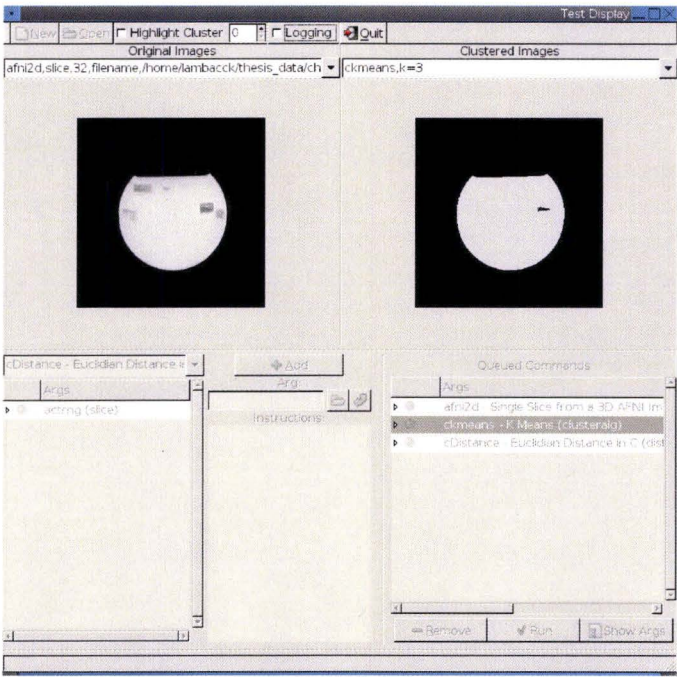 Test Display
New Open Highlight Cluster 0 Logging Quit
Original Images
Clustered Images
afni2d,slice,32,filename,/home/lambacck/thesis_data/ch
ckmeans,k=3
cDistance - Euclidian Distance i
Add
Queued Commands
Args
Arg
Args
actmg (slice)
Instructions:
afni2d - Single Slice from a 3D AFNI Im
ckmeans - K Means (clusteralg)
cDistance - Euclidian Distance in C (dist
Remove Run Show Args